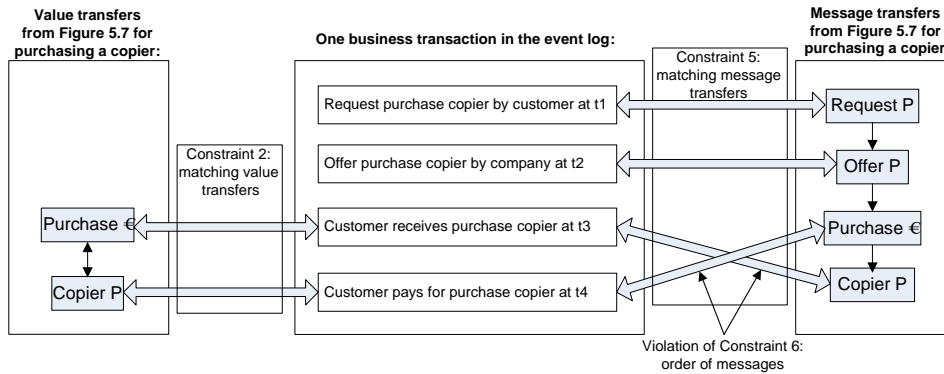 Value transfers
from Figure 5.7 for
purchasing a copier:
One business transaction in the event log:
Message transfers
from Figure 5.7 for
purchasing a copier
Constraint 5:
matching message
transfers
Request purchase copier by customer at t1
Request P
Constraint 2:
matching value
transfers
Offer purchase copier by company at t2
Offer P
Purchase €
Customer receives purchase copier at t3
Purchase €
Copier P
Customer pays for purchase copier at t4
Copier P
Violation of Constraint 6:
order of messages